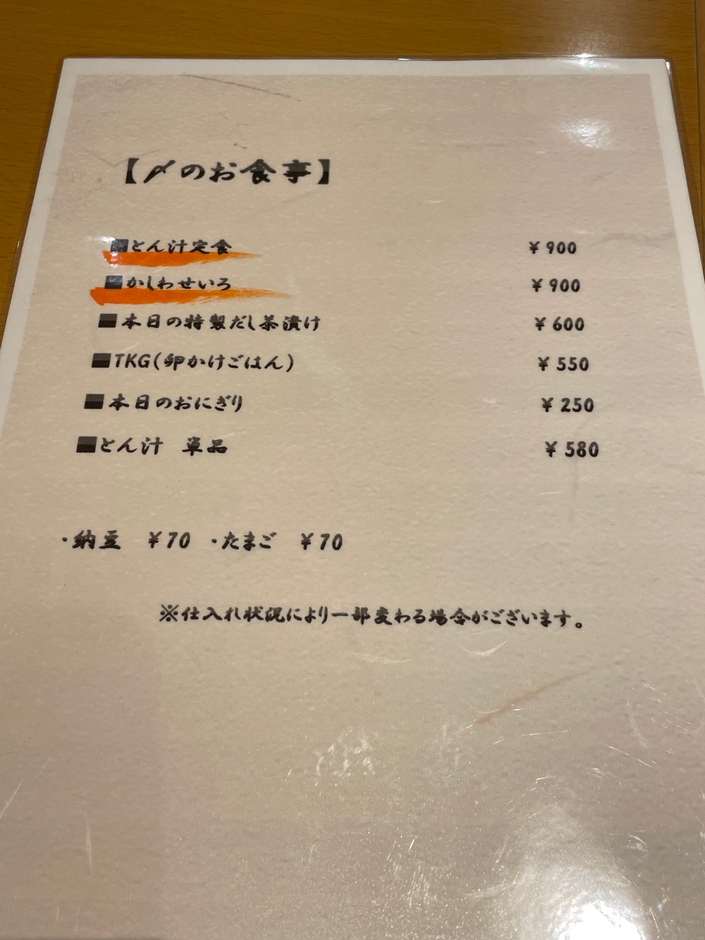 【〆のお食事】
■とん汁定食 ¥900
■かしわせいろ ¥900
■本日の特製だし茶漬け ¥600
■TKG(卵かけごはん) ¥550
■本日のおにぎり ¥250
■とん汁 単品 ¥580
・納豆 ¥70 ・たまご ¥70
※仕入れ状況により一部変わる場合がございます。